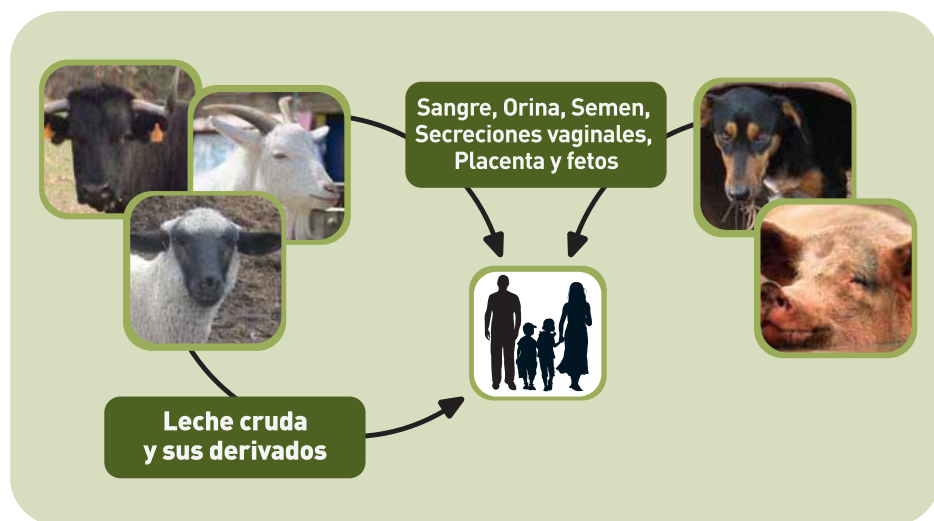 Sangre, Orina, Semen,
Secreciones vaginales,
Placenta y fetos
Leche cruda
y sus derivados